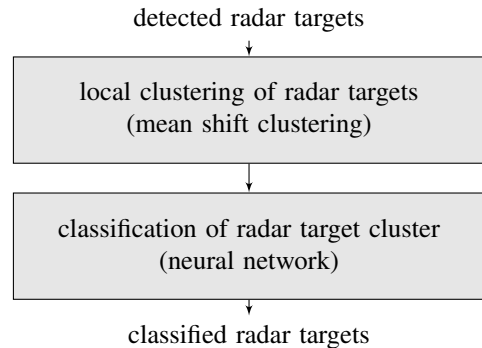 detected radar targets
local clustering of radar targets
(mean shift clustering)
classification of radar target cluster
(neural network)
classified radar targets